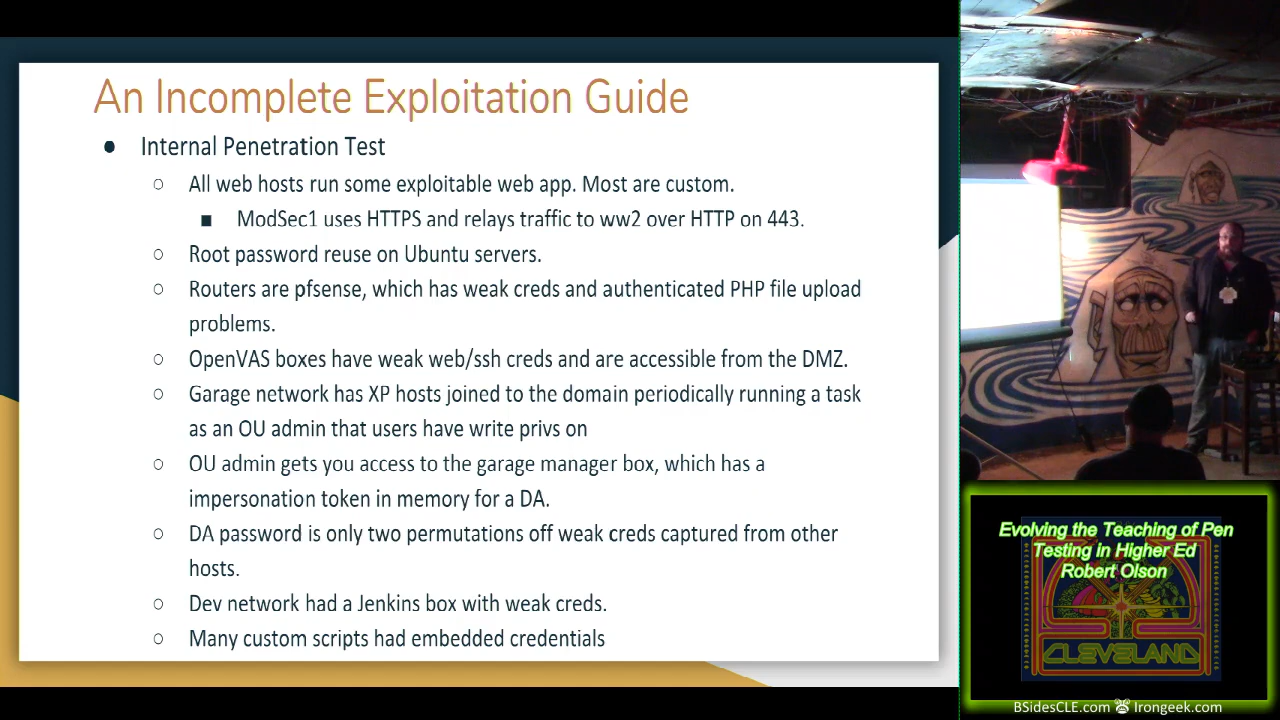 An Incomplete Exploitation Guide
● Internal Penetration Test
○ All web hosts run some exploitable web app. Most are custom.
■ ModSec1 uses HTTPS and relays traffic to ww2 over HTTP on 443.
○ Root password reuse on Ubuntu servers.
○ Routers are pfsense, which has weak creds and authenticated PHP file upload
problems.
○ OpenVAS boxes have weak web/ssh creds and are accessible from the DMZ.
○ Garage network has XP hosts joined to the domain periodically running a task
as an OU admin that users have write privs on
○ OU admin gets you access to the garage manager box, which has a
impersonation token in memory for a DA.
○ DA password is only two permutations off weak creds captured from other
hosts.
○ Dev network had a Jenkins box with weak creds.
○ Many custom scripts had embedded credentials
Evolving the Teaching of Pen
Testing in Higher Ed
Robert Olson
CLEVELAND
BSidesCLE.com Irongeek.com